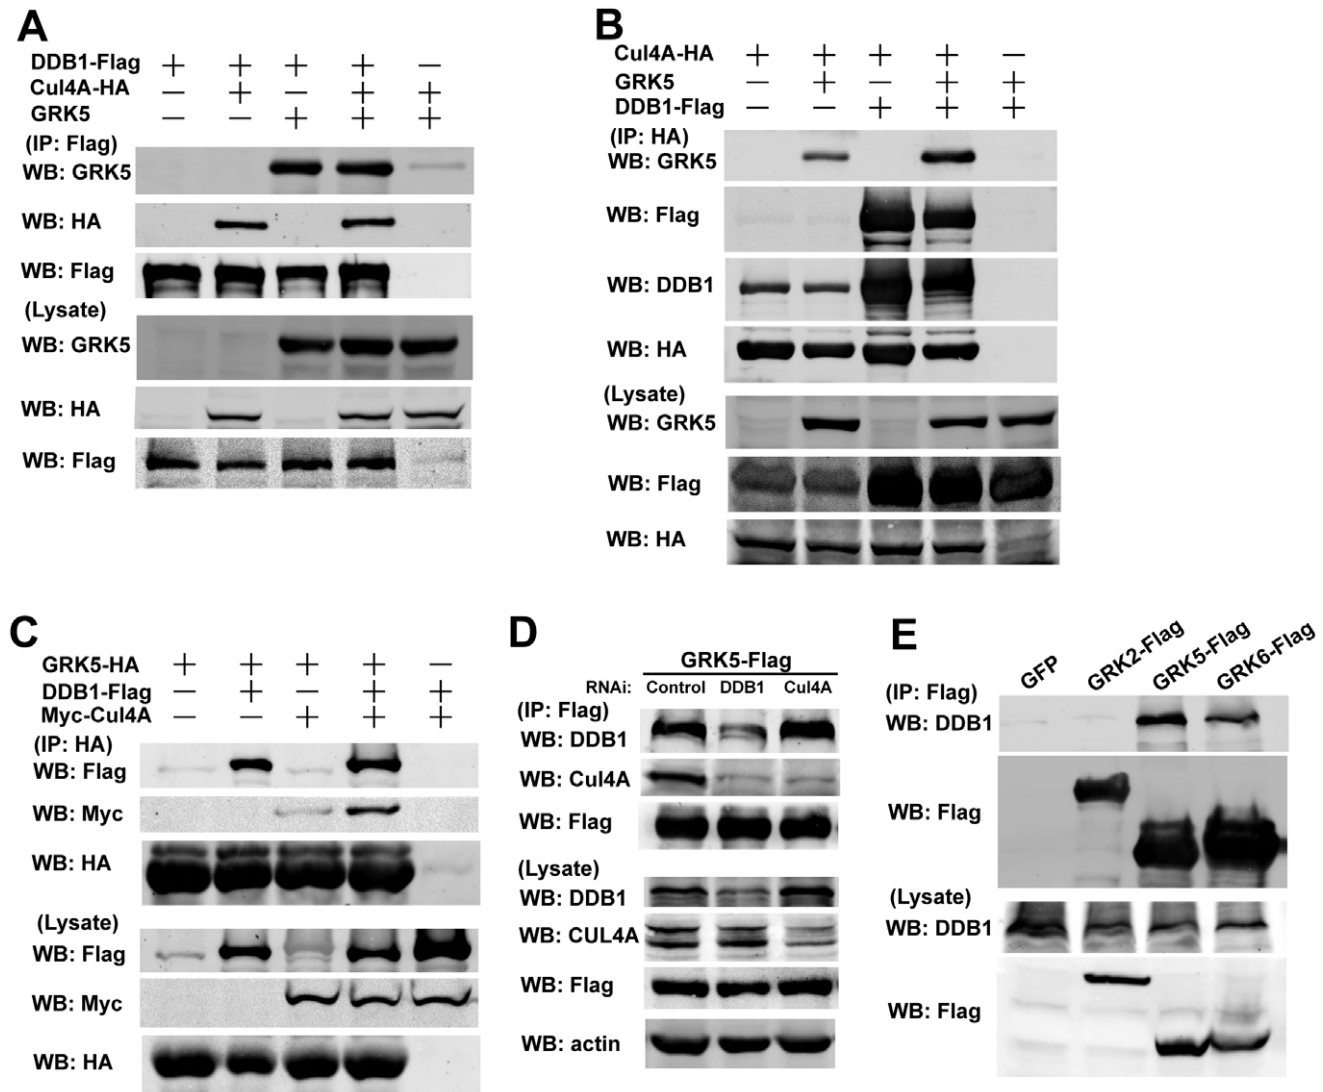 A
DDB1-Flag + + + + —
Cul4A-HA — + — + +
GRK5 — — + + +
(IP: Flag)
WB: GRK5
WB: HA
WB: Flag
(Lysate)
WB: GRK5
WB: HA
WB: Flag
B
Cul4A-HA + + + + —
GRK5 — + — + +
DDB1-Flag — — + + +
(IP: HA)
WB: GRK5
WB: Flag
WB: DDB1
WB: HA
(Lysate)
WB: GRK5
WB: Flag
WB: HA
C
GRK5-HA + + + + —
DDB1-Flag — + — + +
Myc-Cul4A — — + + +
(IP: HA)
WB: Flag
WB: Myc
WB: HA
(Lysate)
WB: Flag
WB: Myc
WB: HA
D
GRK5-Flag
RNAi: Control DDB1 Cul4A
(IP: Flag)
WB: DDB1
WB: Cul4A
WB: Flag
(Lysate)
WB: DDB1
WB: CUL4A
WB: Flag
WB: actin
E
GFP GRK2-Flag GRK5-Flag GRK6-Flag
(IP: Flag)
WB: DDB1
WB: Flag
(Lysate)
WB: DDB1
WB: Flag